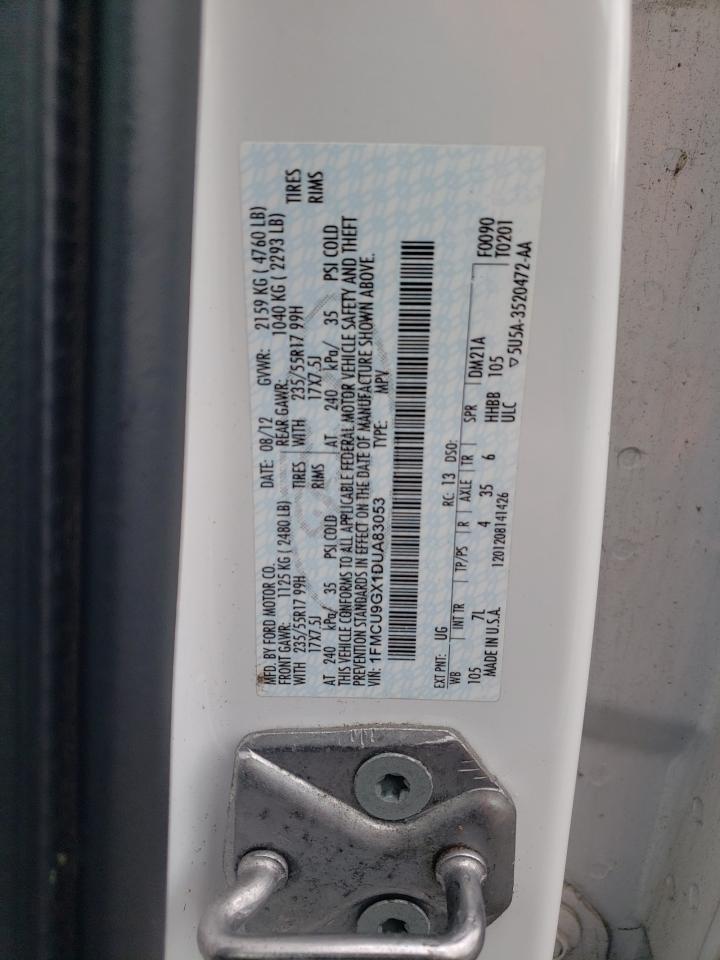 MFD. BY FORD MOTOR CO. DATE: 08/12 GVWR: 2159 KG ( 4760 LB)
FRONT GAWR: 1125 KG ( 2480 LB) REAR GAWR: 1040 KG ( 2293 LB)
WITH 235/55R17 99H TIRES WITH 235/55R17 99H TIRES
17X7.5J RIMS 17X7.5J RIMS
AT 240 kPa/ 35 PSI COLD AT 240 kPa/ 35 PSI COLD
THIS VEHICLE CONFORMS TO ALL APPLICABLE FEDERAL MOTOR VEHICLE SAFETY AND THEFT
PREVENTION STANDARDS IN EFFECT ON THE DATE OF MANUFACTURE SHOWN ABOVE.
VIN: 1FMCU9GX1DUA83053 TYPE: MPV
EXT PNT: UG RC: 13 DSO: F0090
WB INT TR TP/PS R AXLE TR SPR DM21A T0201
105 7L 4 35 6 HHBB 105 ▽5U5A-3520472-AA
MADE IN U.S.A. 1201208141426 ULC